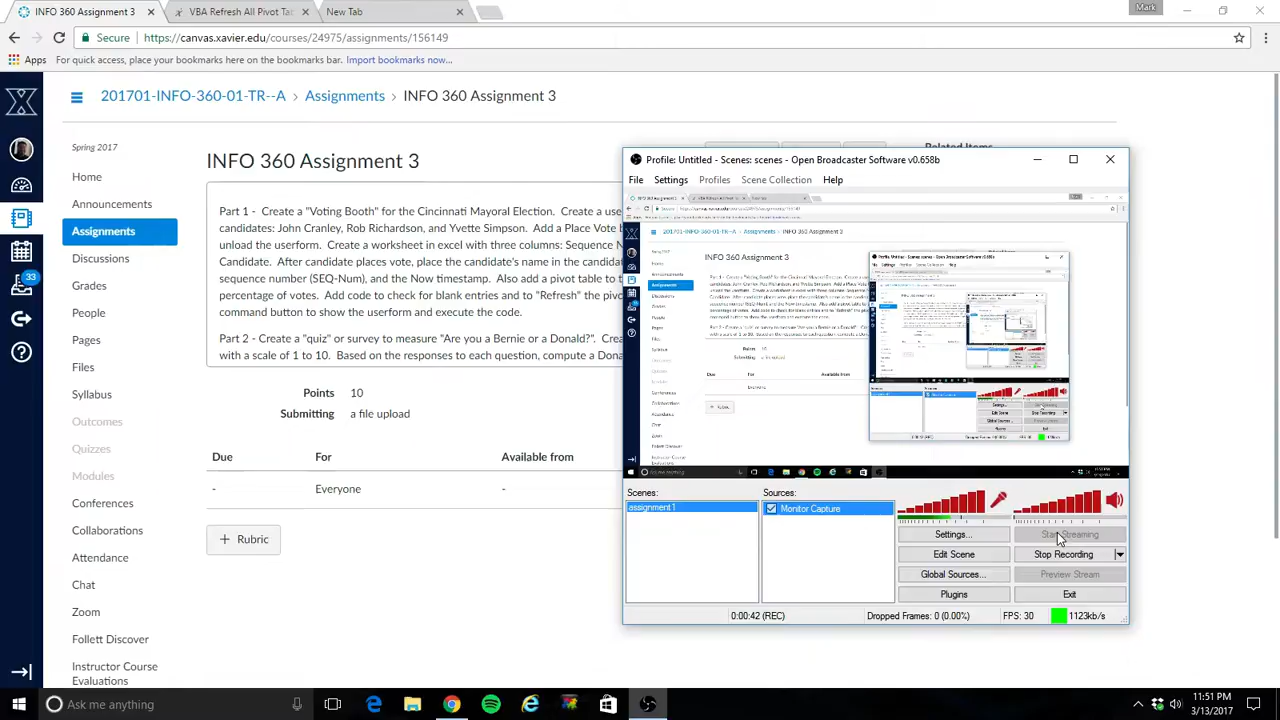 INFO 360 Assignment 3
VBA Refresh All Pivot Tab
New Tab
Mark
Secure
https://canvas.xavier.edu/courses/24975/assignments/156149
Apps
For quick access, place your bookmarks here on the bookmarks bar.
Import bookmarks now...
201701-INFO-360-01-TR--A > Assignments > INFO 360 Assignment 3
Spring 2017
Home
Announcements
Assignments
Discussions
Grades
People
Pages
Files
Syllabus
Outcomes
Quizzes
Modules
Conferences
Collaborations
Attendance
Chat
Zoom
Follett Discover
Instructor Course
Evaluations
33
INFO 360 Assignment 3
Related Items
Part 1 - Create a "Voting Booth" for the Cincinnati Mayoral Election. Create a use
candidates: John Cranley, Rob Richardson, and Yvette Simpson. Add a Place Vote b
unload the userform. Create a worksheet in excel with three columns: Sequence N
Candidate. After candidate places vote, place the candidate's name in the candida
sequence number (SEQ-Num), and the Now timestamp. Add a pivot table to
percentage of votes. Add code to check for blank entries and to "Refresh" the piv
button to show the userform and execute the code.
Part 2 - Create a "quiz" or survey to measure "Are you a Bernie or a Donald?". Cre
with a scam of 1 to 10. Based on the responses to each question, compute a Dona
Points 10
Submitting a file upload
Due For Available from
- Everyone -
+ Rubric
Profile: Untitled - Scenes: scenes - Open Broadcaster Software v0.658b
File Settings Profiles Scene Collection Help
Scenes:
assignment1
Sources:
Monitor Capture
Settings...
Start Streaming
Edit Scene
Stop Recording
Global Sources...
Preview Stream
Plugins
Exit
0:00:42 (REC)
Dropped Frames: 0 (0.00%)
FPS: 30
1123kb/s
Ask me anything
11:51 PM
3/13/2017